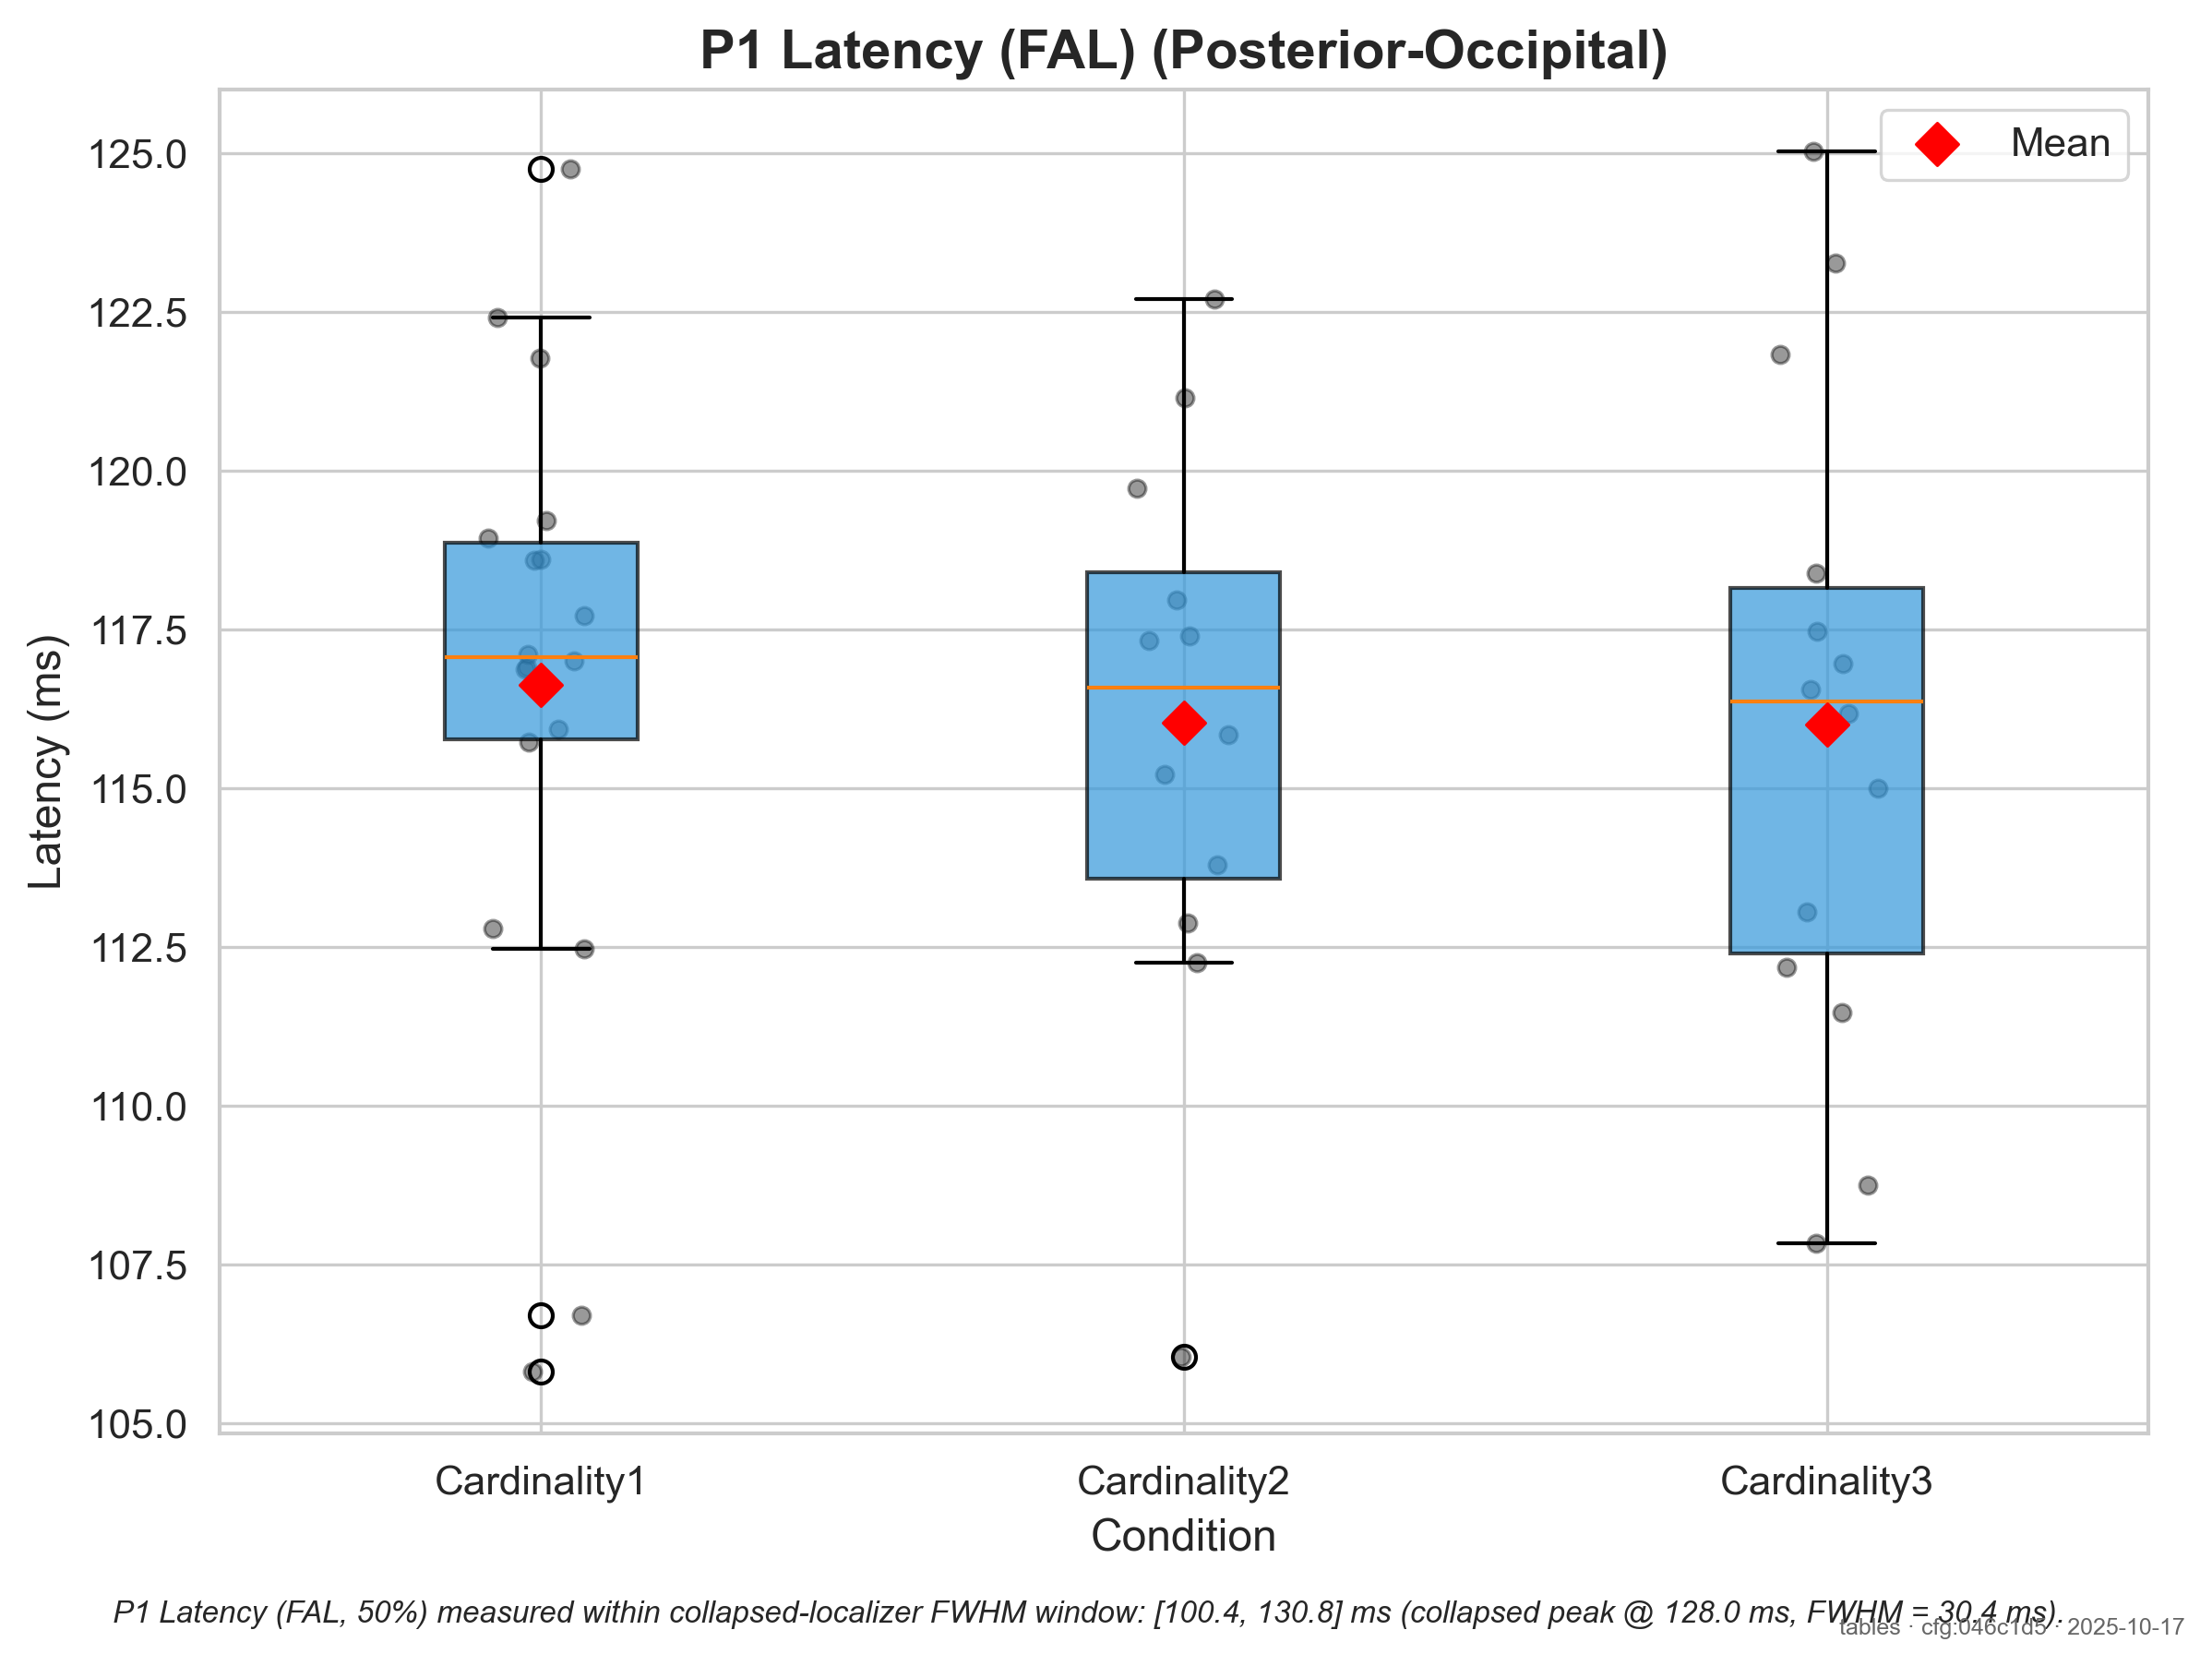 P1 Latency (FAL) (Posterior-Occipital)
Mean
125.0
122.5
120.0
117.5
115.0
112.5
110.0
107.5
105.0
Latency (ms)
Cardinality1
Cardinality2
Cardinality3
Condition
P1 Latency (FAL, 50%) measured within collapsed-localizer FWHM window: [100.4, 130.8] ms (collapsed peak @ 128.0 ms, FWHM = 30.4 ms).
tables · cfg:046c1d5 · 2025-10-17